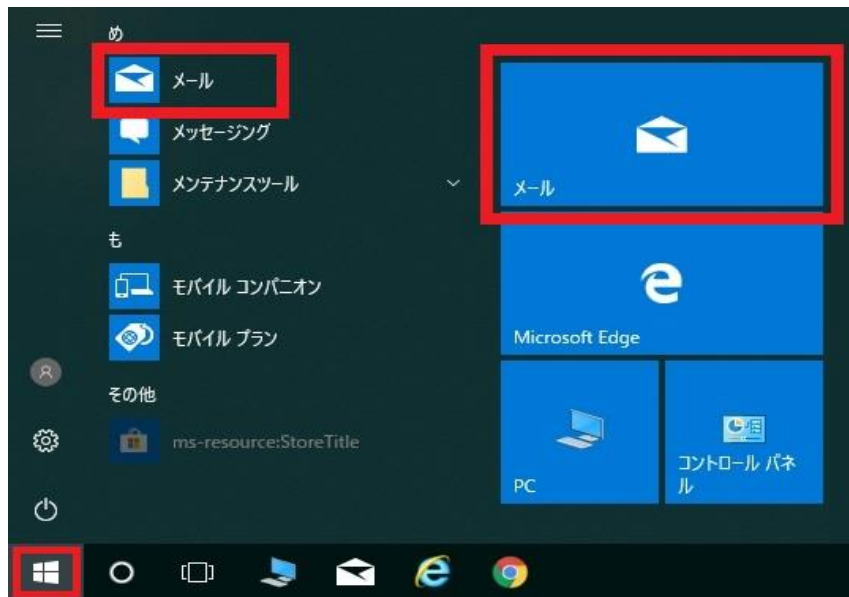 め
メール
メッセージング
メンテナンスツール
も
モバイル コンパニオン
モバイル プラン
その他
ms-resource:StoreTitle
メール
Microsoft Edge
PC
コントロール パネ
ル